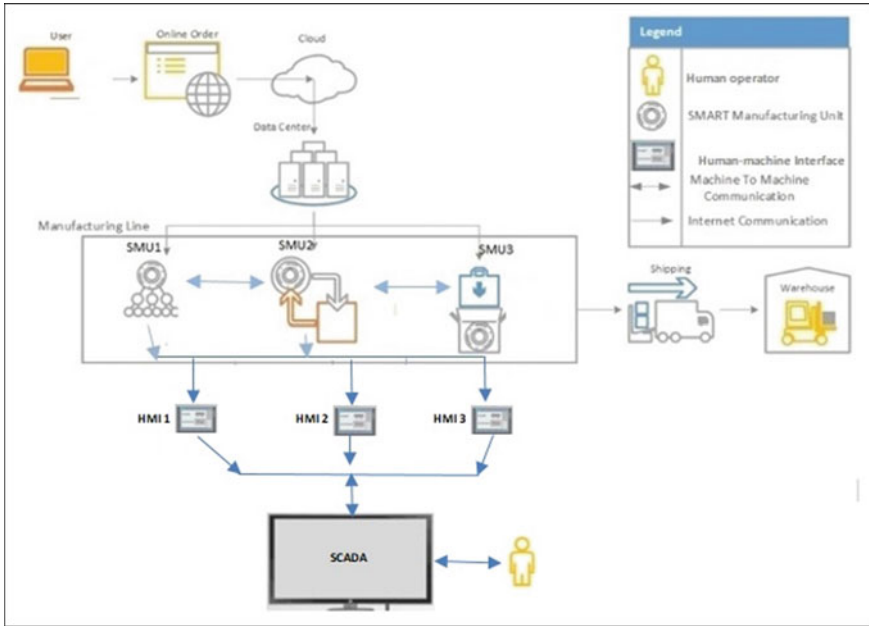 User
Online Order
Cloud
Data Center
Manufacturing Line
SMU1
SMU2
SMU3
Shipping
Warehouse
HMI 1
HMI 2
HMI 3
SCADA
Legend
Human operator
SMART Manufacturing Unit
Human-machine Interface
Machine To Machine
Communication
Internet Communication